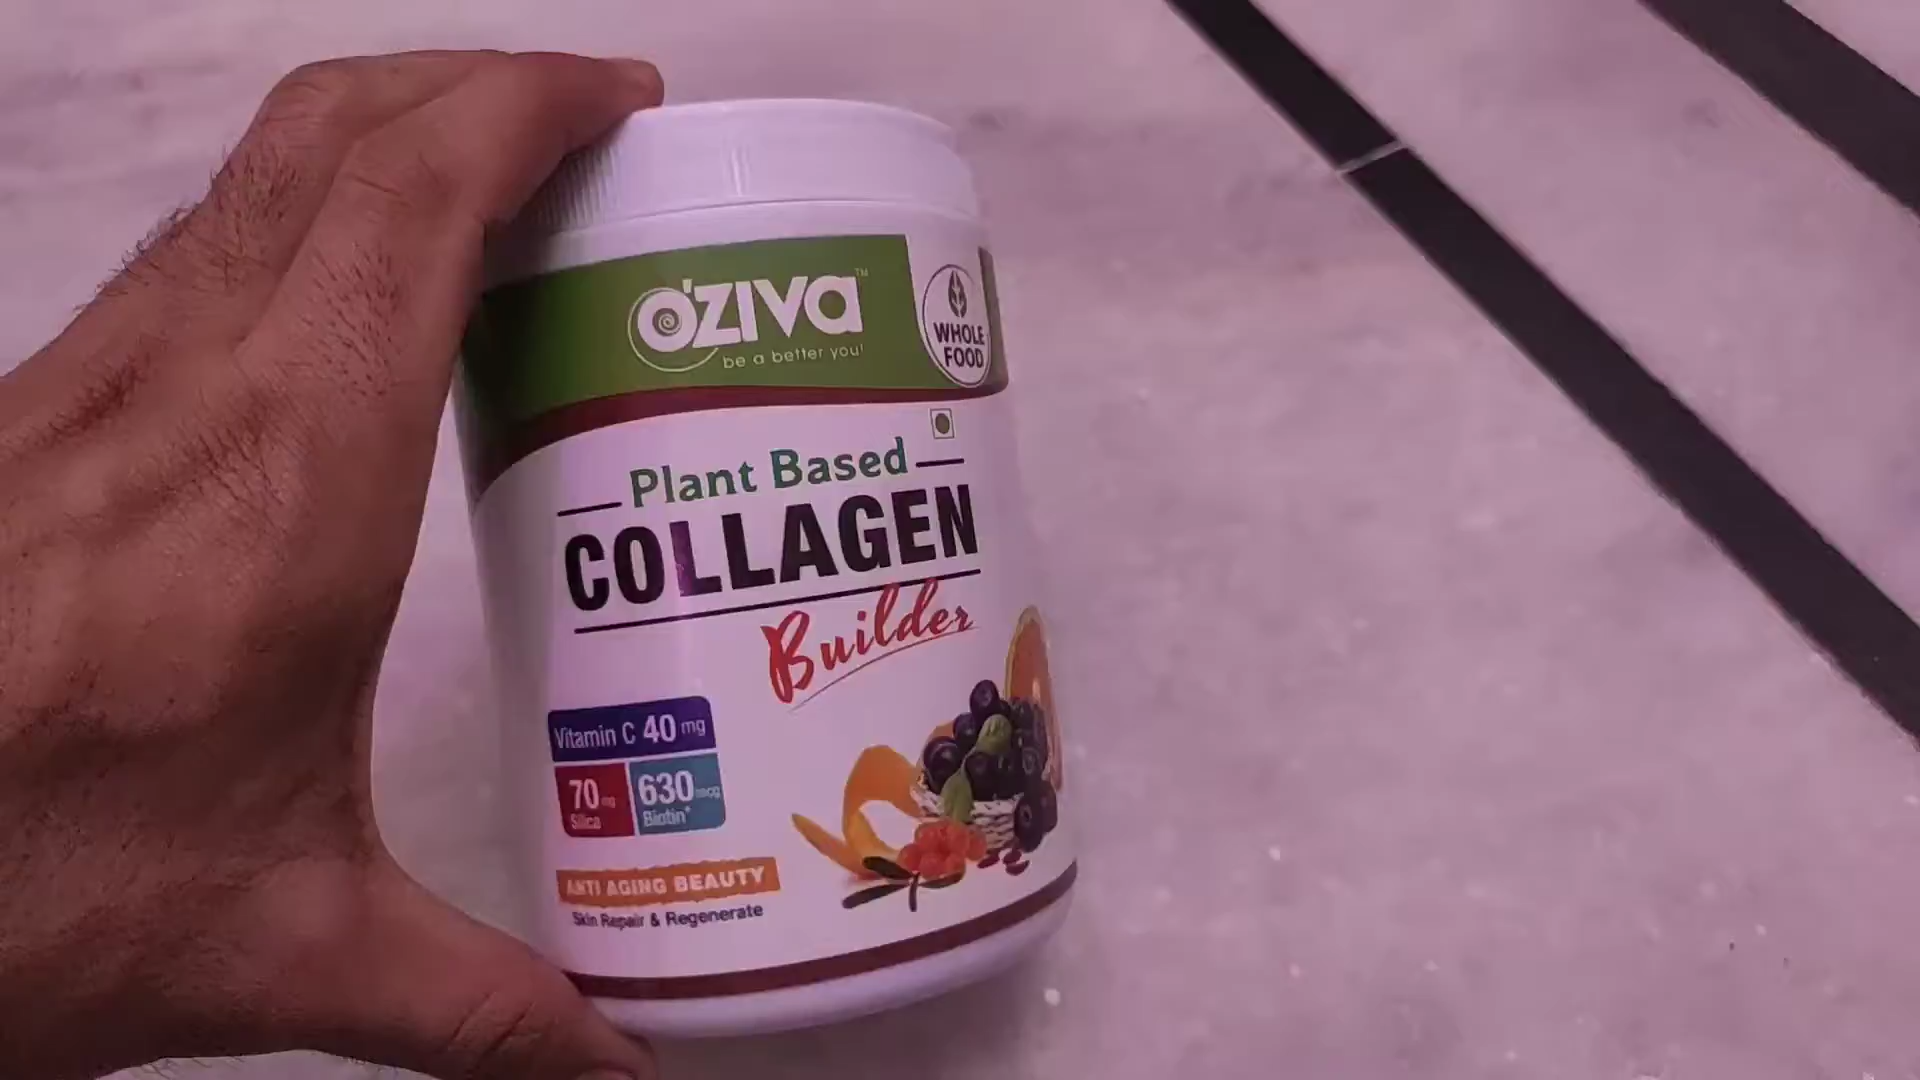 O'ZIVA™
be a better you!
WHOLE
FOOD
Plant Based
COLLAGEN
Builder
Vitamin C 40 mg
70 mg
Silica
630 mcg
Biotin*
ANTI AGING BEAUTY
Skin Repair & Regenerate